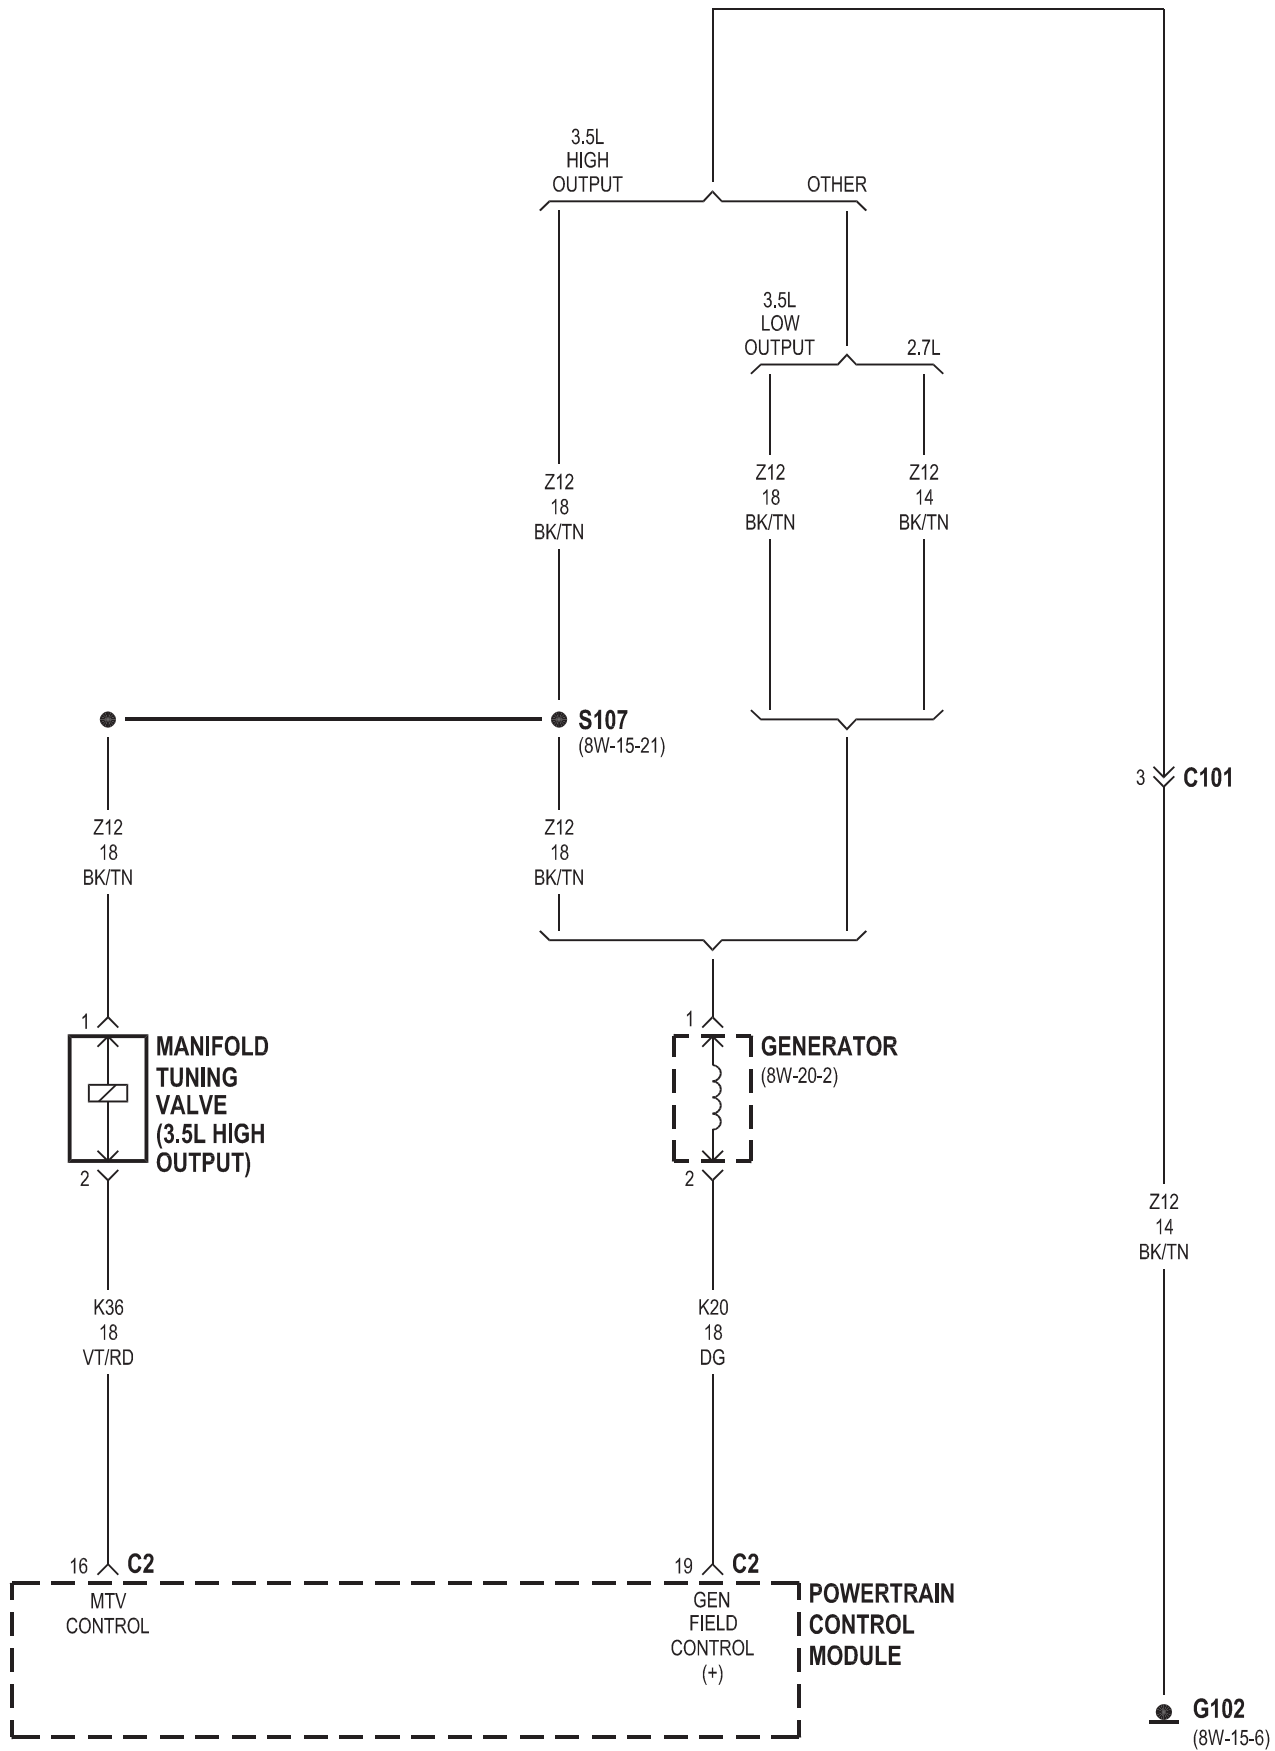 3.5L
HIGH
OUTPUT
OTHER
3.5L
LOW
OUTPUT
2.7L
Z12
18
BK/TN
Z12
18
BK/TN
Z12
14
BK/TN
S107
(8W-15-21)
3
C101
Z12
18
BK/TN
Z12
18
BK/TN
1
MANIFOLD
TUNING
VALVE
(3.5L HIGH
OUTPUT)
2
1
GENERATOR
(8W-20-2)
2
Z12
14
BK/TN
K36
18
VT/RD
K20
18
DG
16
C2
19
C2
MTV
CONTROL
GEN
FIELD
CONTROL
(+)
POWERTRAIN
CONTROL
MODULE
G102
(8W-15-6)